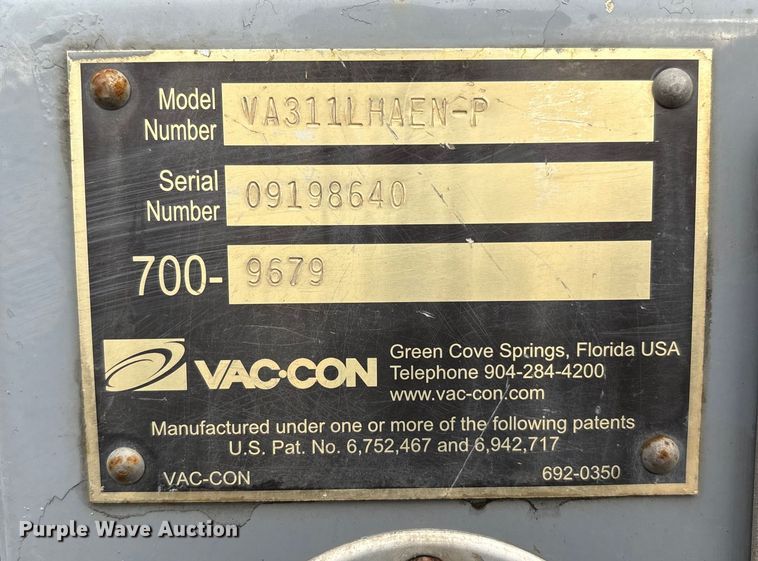 Model Number VA311LHAEN-P
Serial Number 09198640
700- 9679
VAC·CON
Green Cove Springs, Florida USA
Telephone 904-284-4200
www.vac-con.com
Manufactured under one or more of the following patents
U.S. Pat. No. 6,752,467 and 6,942,717
VAC-CON 692-0350
Purple Wave Auction